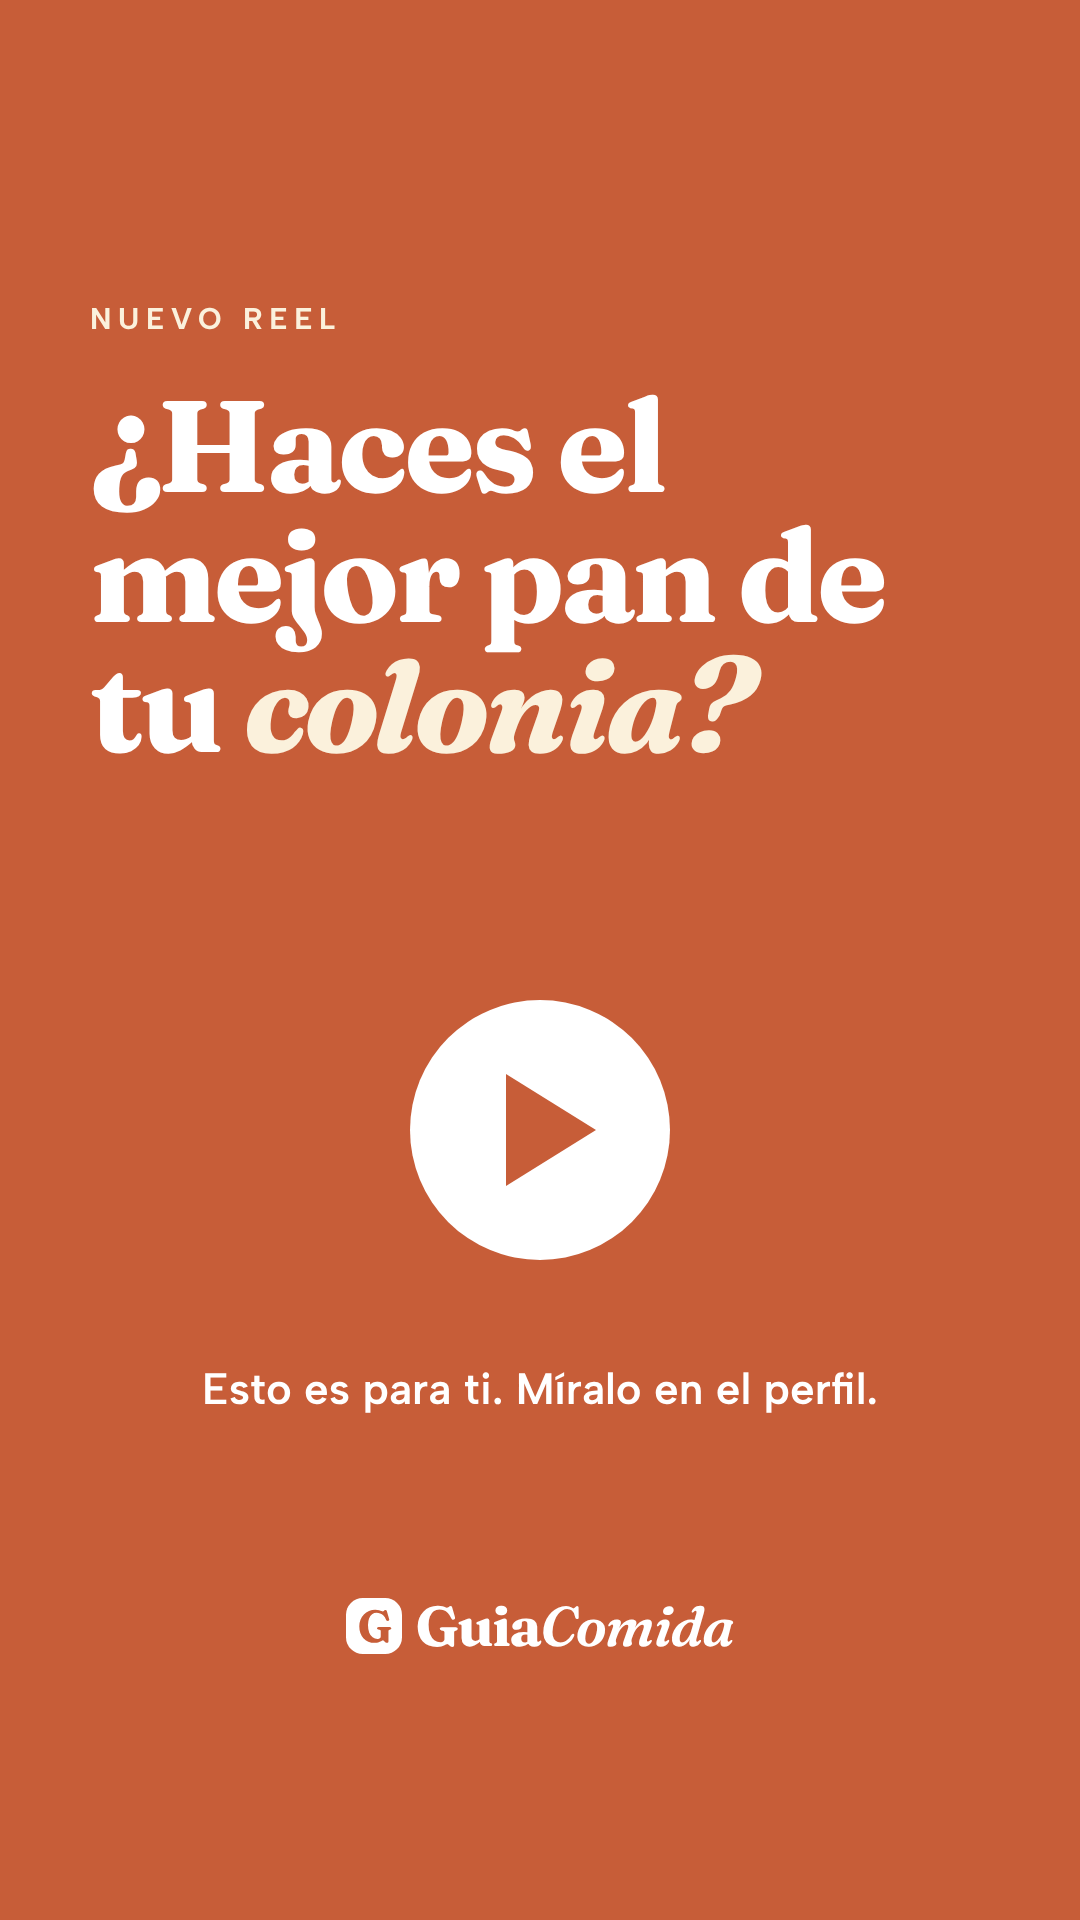 NUEVO REEL
¿Haces el
mejor pan de
tu colonia?
Esto es para ti. Míralo en el perfil.
G GuiaComida